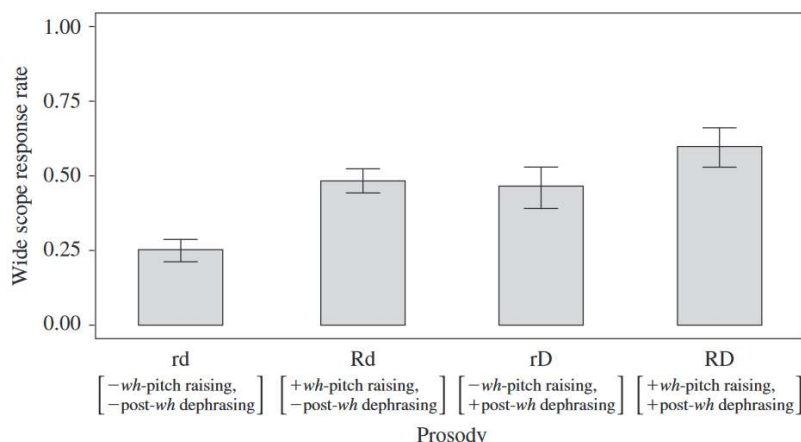 Wide scope response rate
1.00
0.75
0.50
0.25
0.00
rd Rd rD RD
[−wh-pitch raising, −post-wh dephrasing] [+wh-pitch raising, −post-wh dephrasing] [−wh-pitch raising, +post-wh dephrasing] [+wh-pitch raising, +post-wh dephrasing]
Prosody